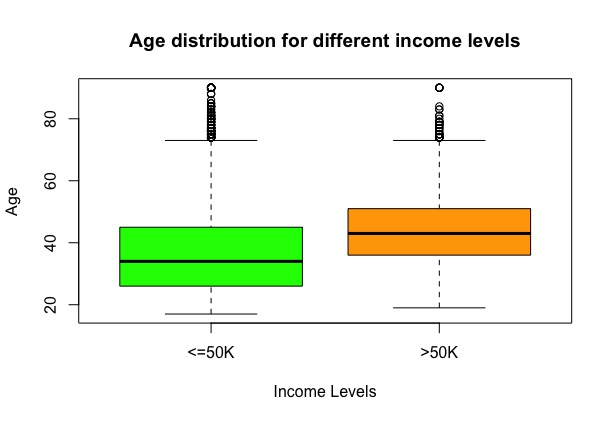 Age distribution for different income levels
80
60
40
20
Age
<=50K
>50K
Income Levels